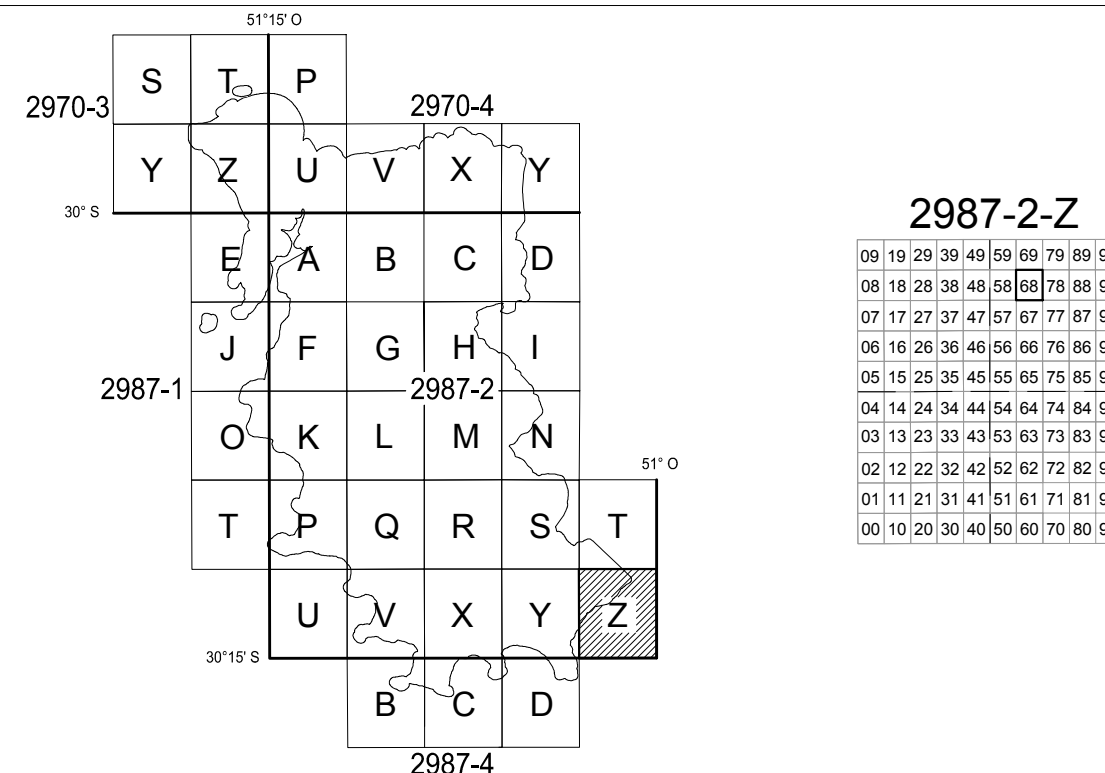 51°15' O
S T P
2970-3
2970-4
Y Z U V X Y
30° S
E A B C D
J F G H I
2987-1
2987-2
O K L M N
51° O
T P Q R S T
U V X Y Z
30°15' S
B C D
2987-4
2987-2-Z
09 19 29 39 49 59 69 79 89
08 18 28 38 48 58 68 78 88
07 17 27 37 47 57 67 77 87
06 16 26 36 46 56 66 76 86
05 15 25 35 45 55 65 75 85
04 14 24 34 44 54 64 74 84
03 13 23 33 43 53 63 73 83
02 12 22 32 42 52 62 72 82
01 11 21 31 41 51 61 71 81
00 10 20 30 40 50 60 70 80